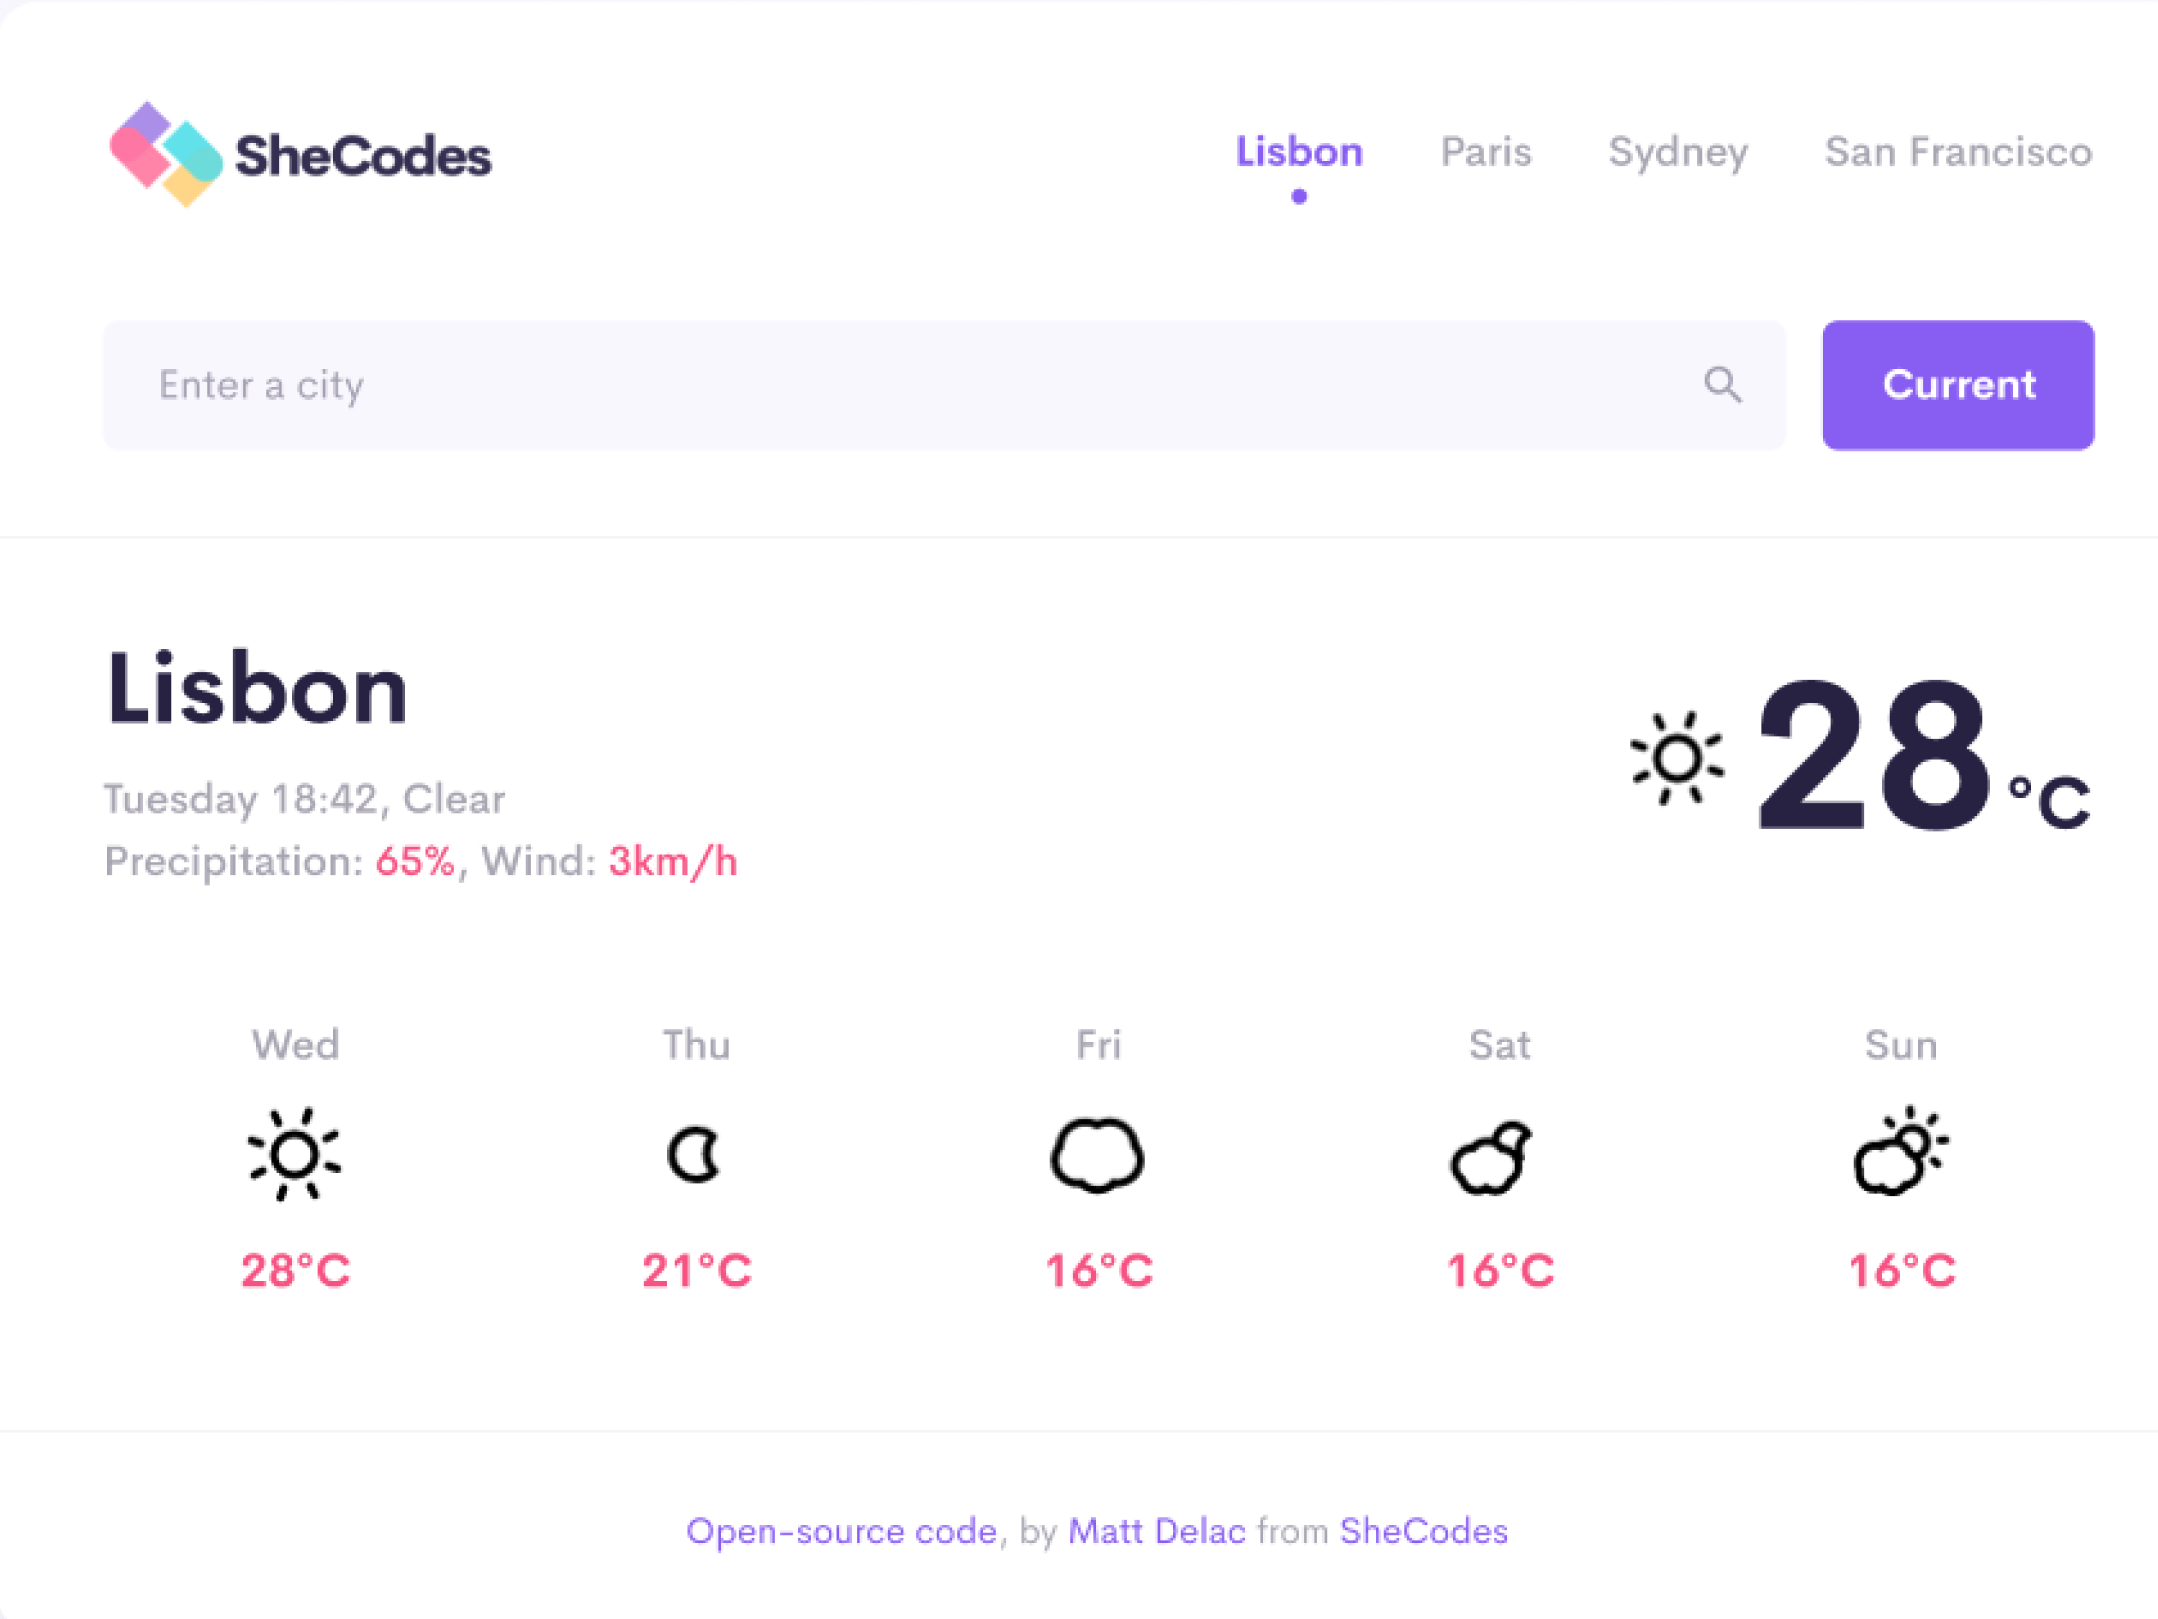 SheCodes
Lisbon Paris Sydney San Francisco
Enter a city
Current
Lisbon
28 °C
Tuesday 18:42, Clear
Precipitation: 65%, Wind: 3km/h
Wed Thu Fri Sat Sun
28°C 21°C 16°C 16°C 16°C
Open-source code, by Matt Delac from SheCodes